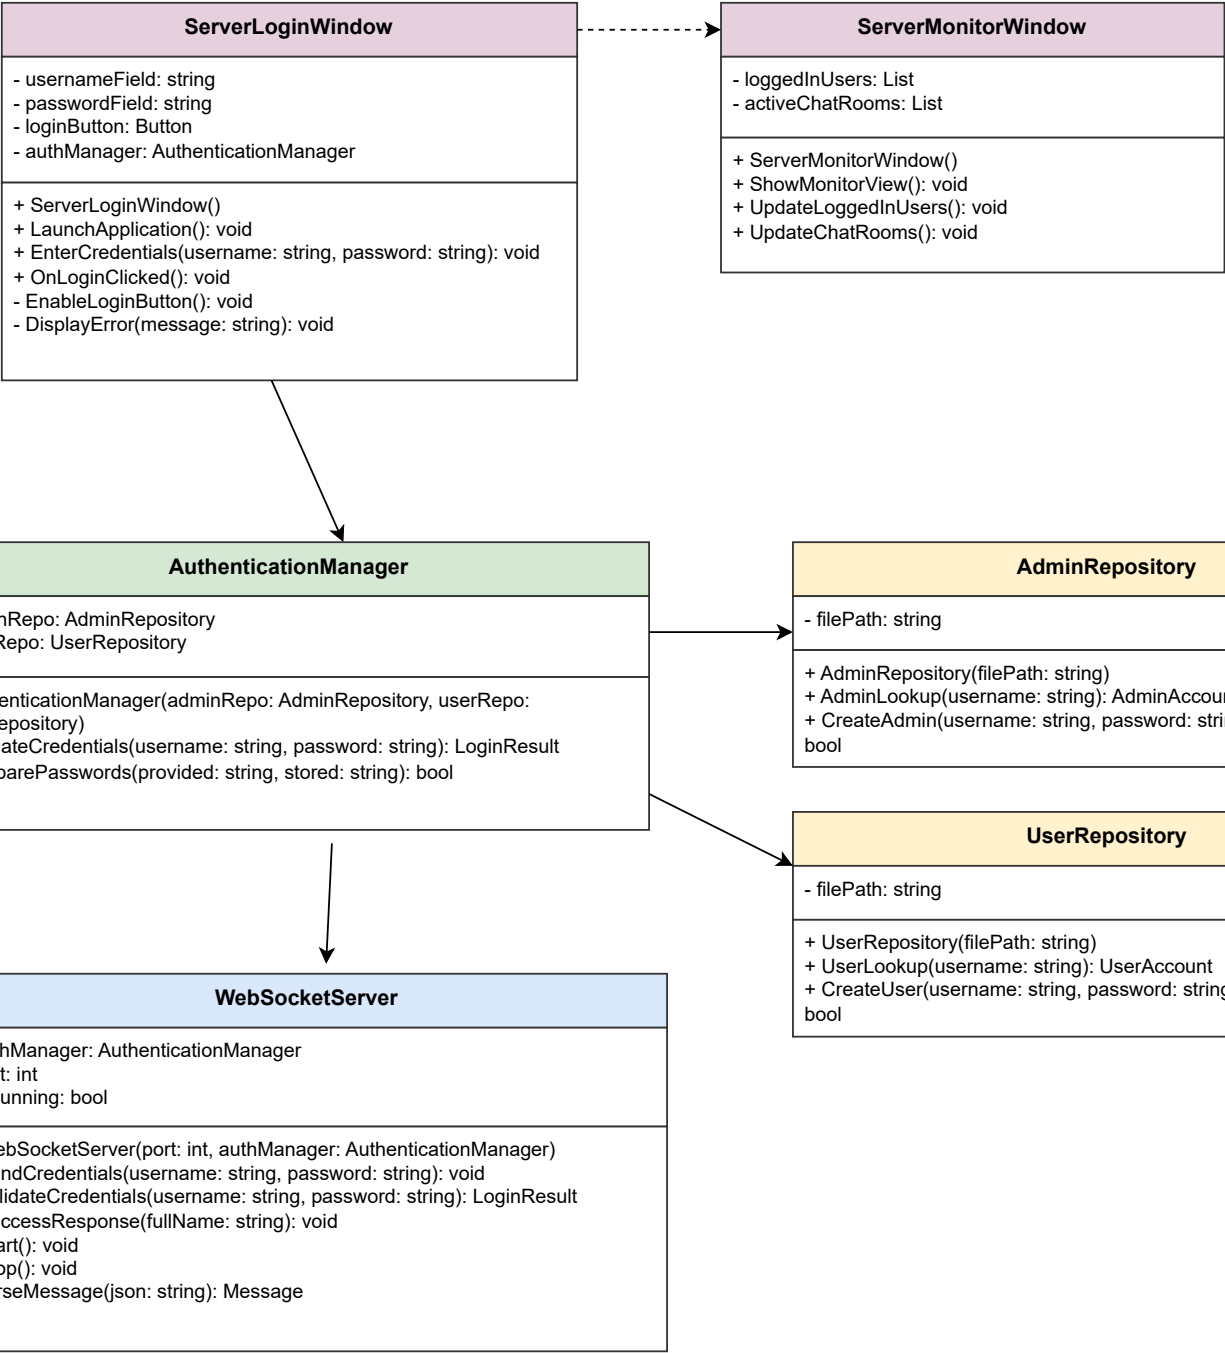 ServerLoginWindow
- usernameField: string
- passwordField: string
- loginButton: Button
- authManager: AuthenticationManager
+ ServerLoginWindow()
+ LaunchApplication(): void
+ EnterCredentials(username: string, password: string): void
+ OnLoginClicked(): void
- EnableLoginButton(): void
- DisplayError(message: string): void
ServerMonitorWindow
- loggedInUsers: List
- activeChatRooms: List
+ ServerMonitorWindow()
+ ShowMonitorView(): void
+ UpdateLoggedInUsers(): void
+ UpdateChatRooms(): void
AuthenticationManager
nRepo: AdminRepository
Repo: UserRepository
enticationManager(adminRepo: AdminRepository, userRepo:
epository)
ateCredentials(username: string, password: string): LoginResult
parePasswords(provided: string, stored: string): bool
AdminRepository
- filePath: string
+ AdminRepository(filePath: string)
+ AdminLookup(username: string): AdminAccou
+ CreateAdmin(username: string, password: stri
bool
UserRepository
- filePath: string
+ UserRepository(filePath: string)
+ UserLookup(username: string): UserAccount
+ CreateUser(username: string, password: string
bool
WebSocketServer
hManager: AuthenticationManager
t: int
unning: bool
ebSocketServer(port: int, authManager: AuthenticationManager)
ndCredentials(username: string, password: string): void
lidateCredentials(username: string, password: string): LoginResult
ccessResponse(fullName: string): void
art(): void
op(): void
rseMessage(json: string): Message